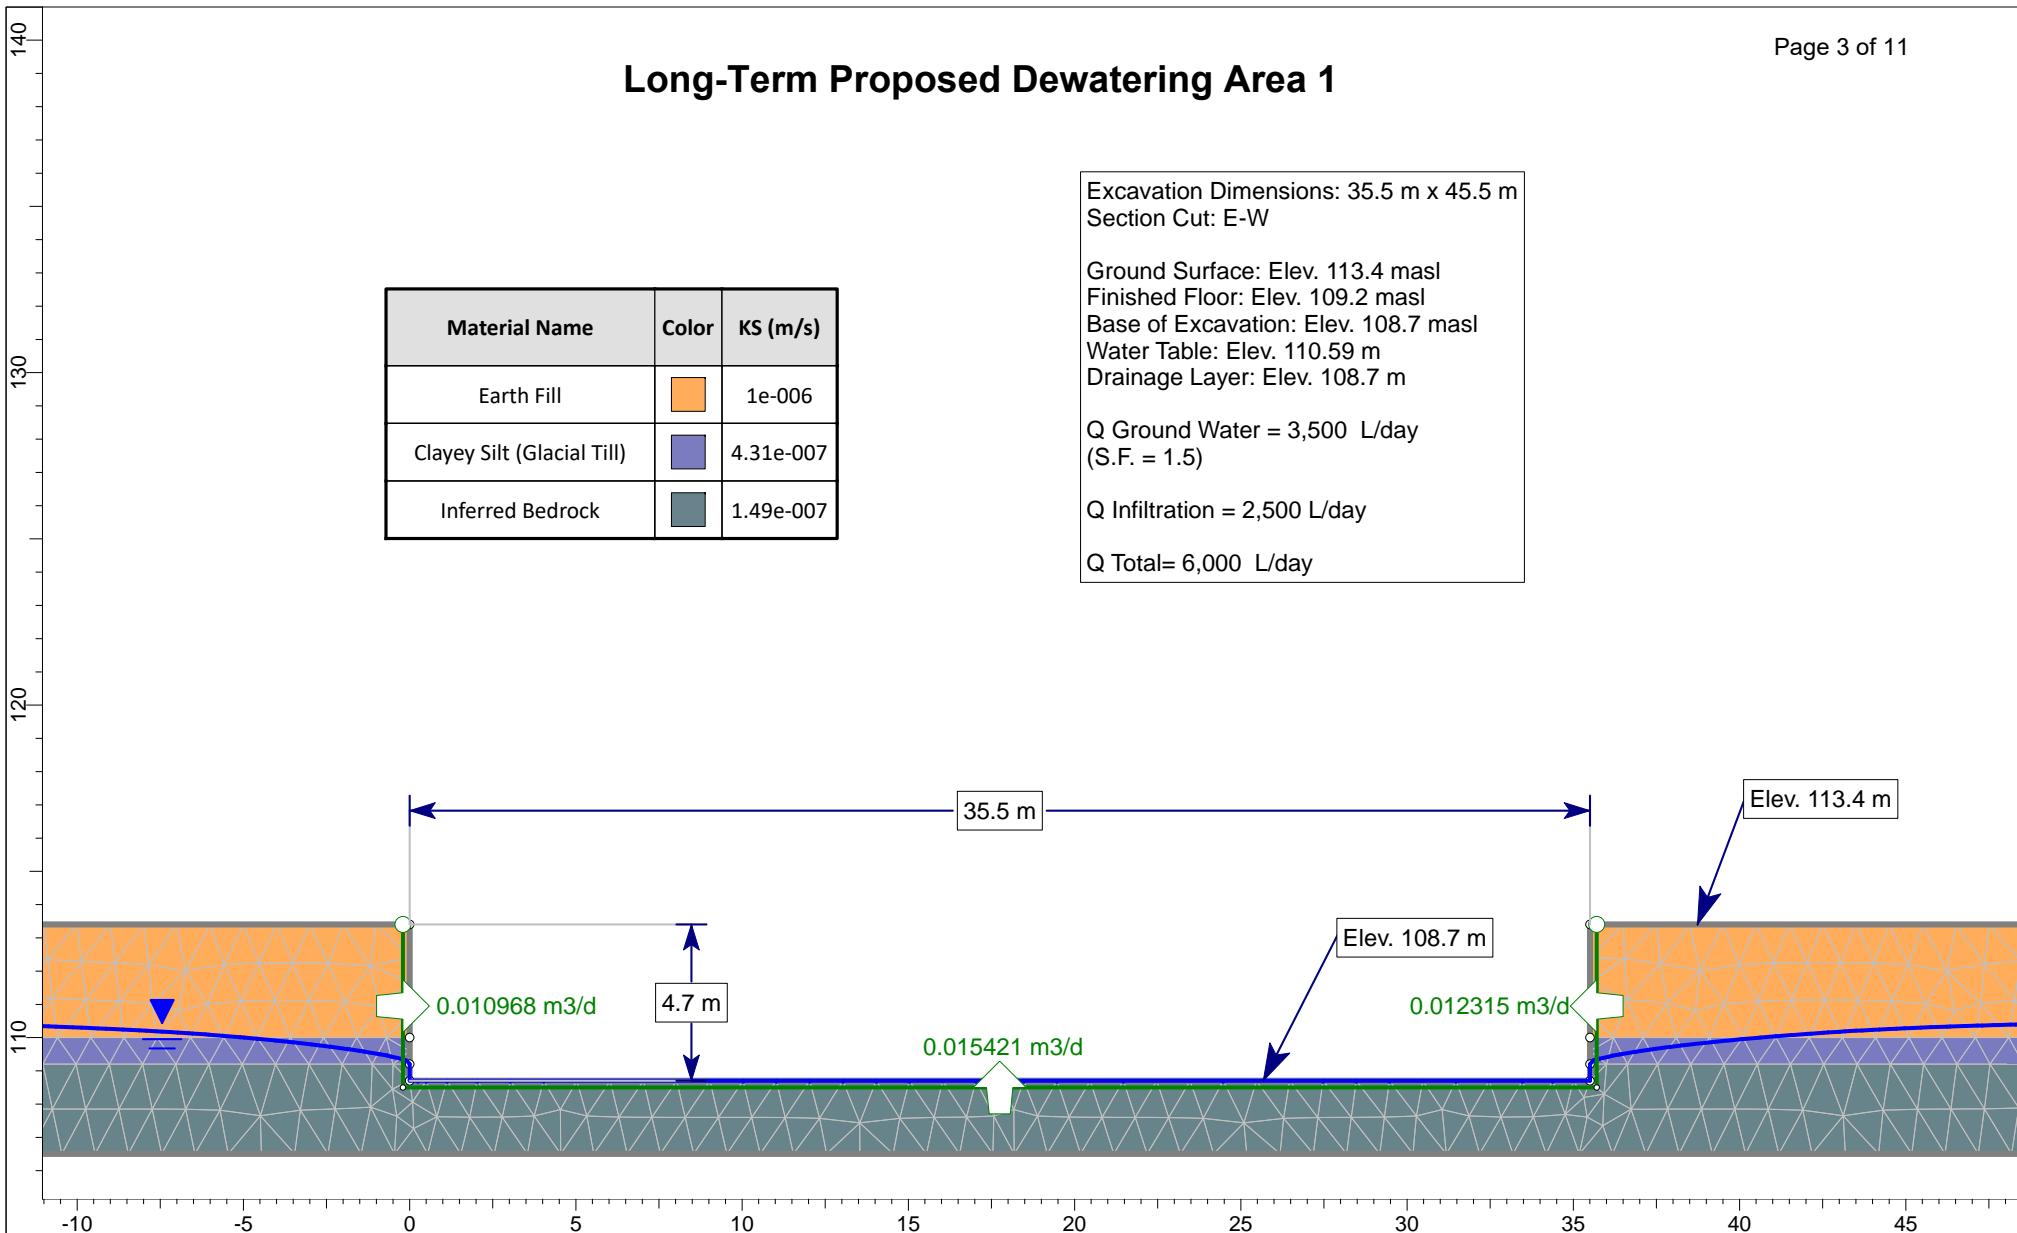 Page 3 of 11
Long-Term Proposed Dewatering Area 1
Excavation Dimensions: 35.5 m x 45.5 m
Section Cut: E-W
Ground Surface: Elev. 113.4 masl
Finished Floor: Elev. 109.2 masl
Base of Excavation: Elev. 108.7 masl
Water Table: Elev. 110.59 m
Drainage Layer: Elev. 108.7 m
Q Ground Water = 3,500 L/day
(S.F. = 1.5)
Q Infiltration = 2,500 L/day
Q Total= 6,000 L/day
Material Name Color KS (m/s)
Earth Fill 1e-006
Clayey Silt (Glacial Till) 4.31e-007
Inferred Bedrock 1.49e-007
140
130
120
110
35.5 m
Elev. 113.4 m
Elev. 108.7 m
4.7 m
0.010968 m3/d
0.012315 m3/d
0.015421 m3/d
-10 -5 0 5 10 15 20 25 30 35 40 45